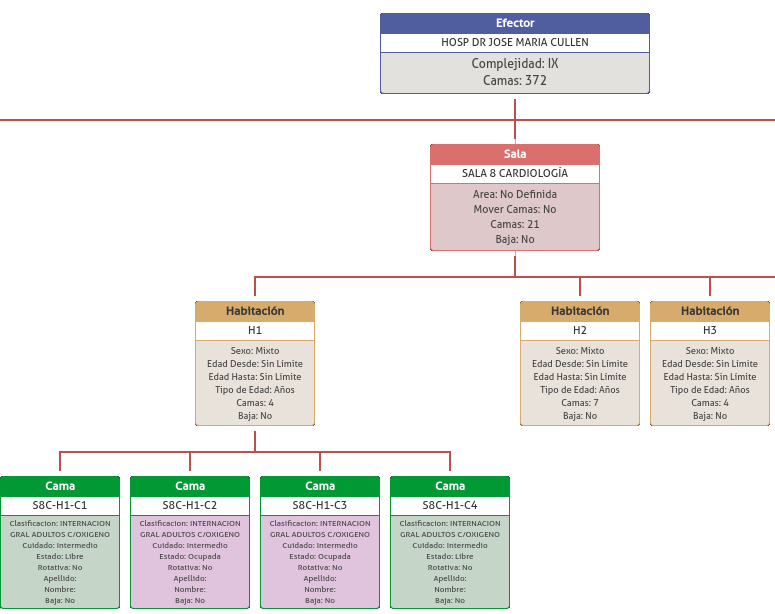 Efector
HOSP DR JOSE MARIA CULLEN
Complejidad: IX
Camas: 372
Sala
SALA 8 CARDIOLOGÍA
Area: No Definida
Mover Camas: No
Camas: 21
Baja: No
Habitación
H1
Sexo: Mixto
Edad Desde: Sin Límite
Edad Hasta: Sin Límite
Tipo de Edad: Años
Camas: 4
Baja: No
Habitación
H2
Sexo: Mixto
Edad Desde: Sin Límite
Edad Hasta: Sin Límite
Tipo de Edad: Años
Camas: 7
Baja: No
Habitación
H3
Sexo: Mixto
Edad Desde: Sin Límite
Edad Hasta: Sin Límite
Tipo de Edad: Años
Camas: 4
Baja: No
Cama
S8C-H1-C1
Clasificacion: INTERNACION
GRAL ADULTOS C/OXIGENO
Cuidado: Intermedio
Estado: Libre
Rotativa: No
Apellido:
Nombre:
Baja: No
Cama
S8C-H1-C2
Clasificacion: INTERNACION
GRAL ADULTOS C/OXIGENO
Cuidado: Intermedio
Estado: Ocupada
Rotativa: No
Apellido:
Nombre:
Baja: No
Cama
S8C-H1-C3
Clasificacion: INTERNACION
GRAL ADULTOS C/OXIGENO
Cuidado: Intermedio
Estado: Ocupada
Rotativa: No
Apellido:
Nombre:
Baja: No
Cama
S8C-H1-C4
Clasificacion: INTERNACION
GRAL ADULTOS C/OXIGENO
Cuidado: Intermedio
Estado: Libre
Rotativa: No
Apellido:
Nombre:
Baja: No